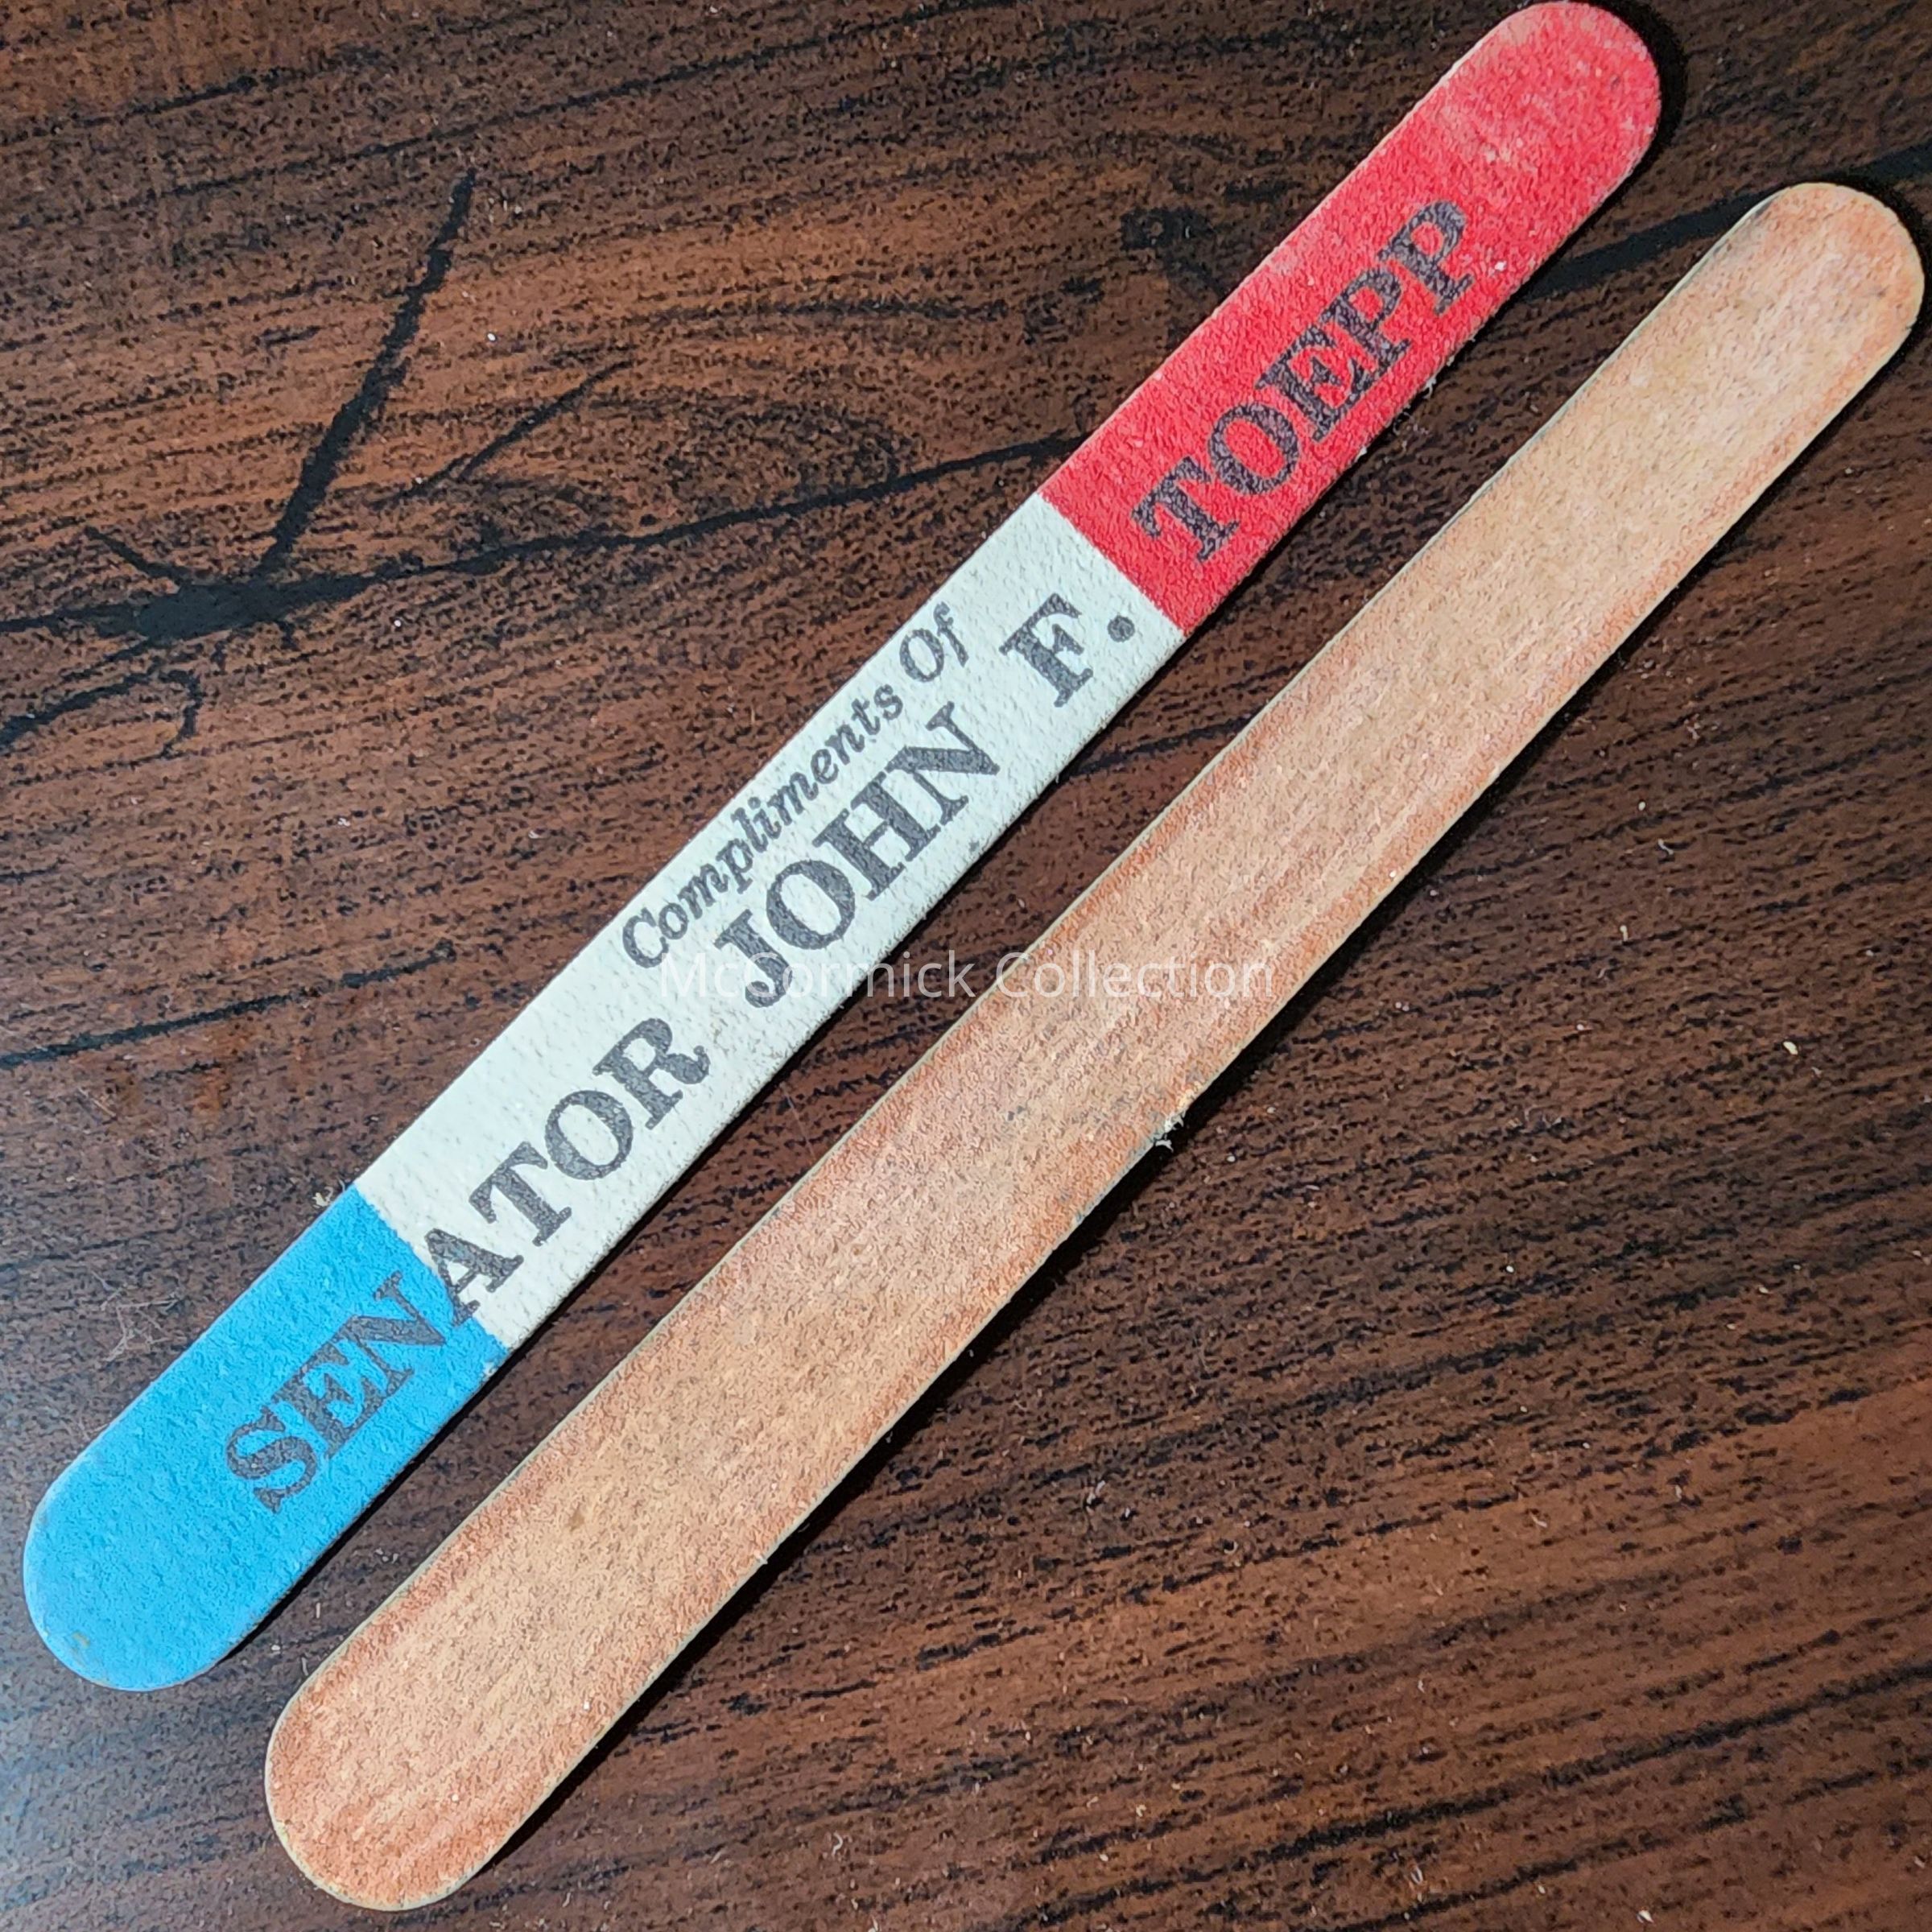 Compliments Of
SENATOR JOHN F. TOEPP
McCormick Collection